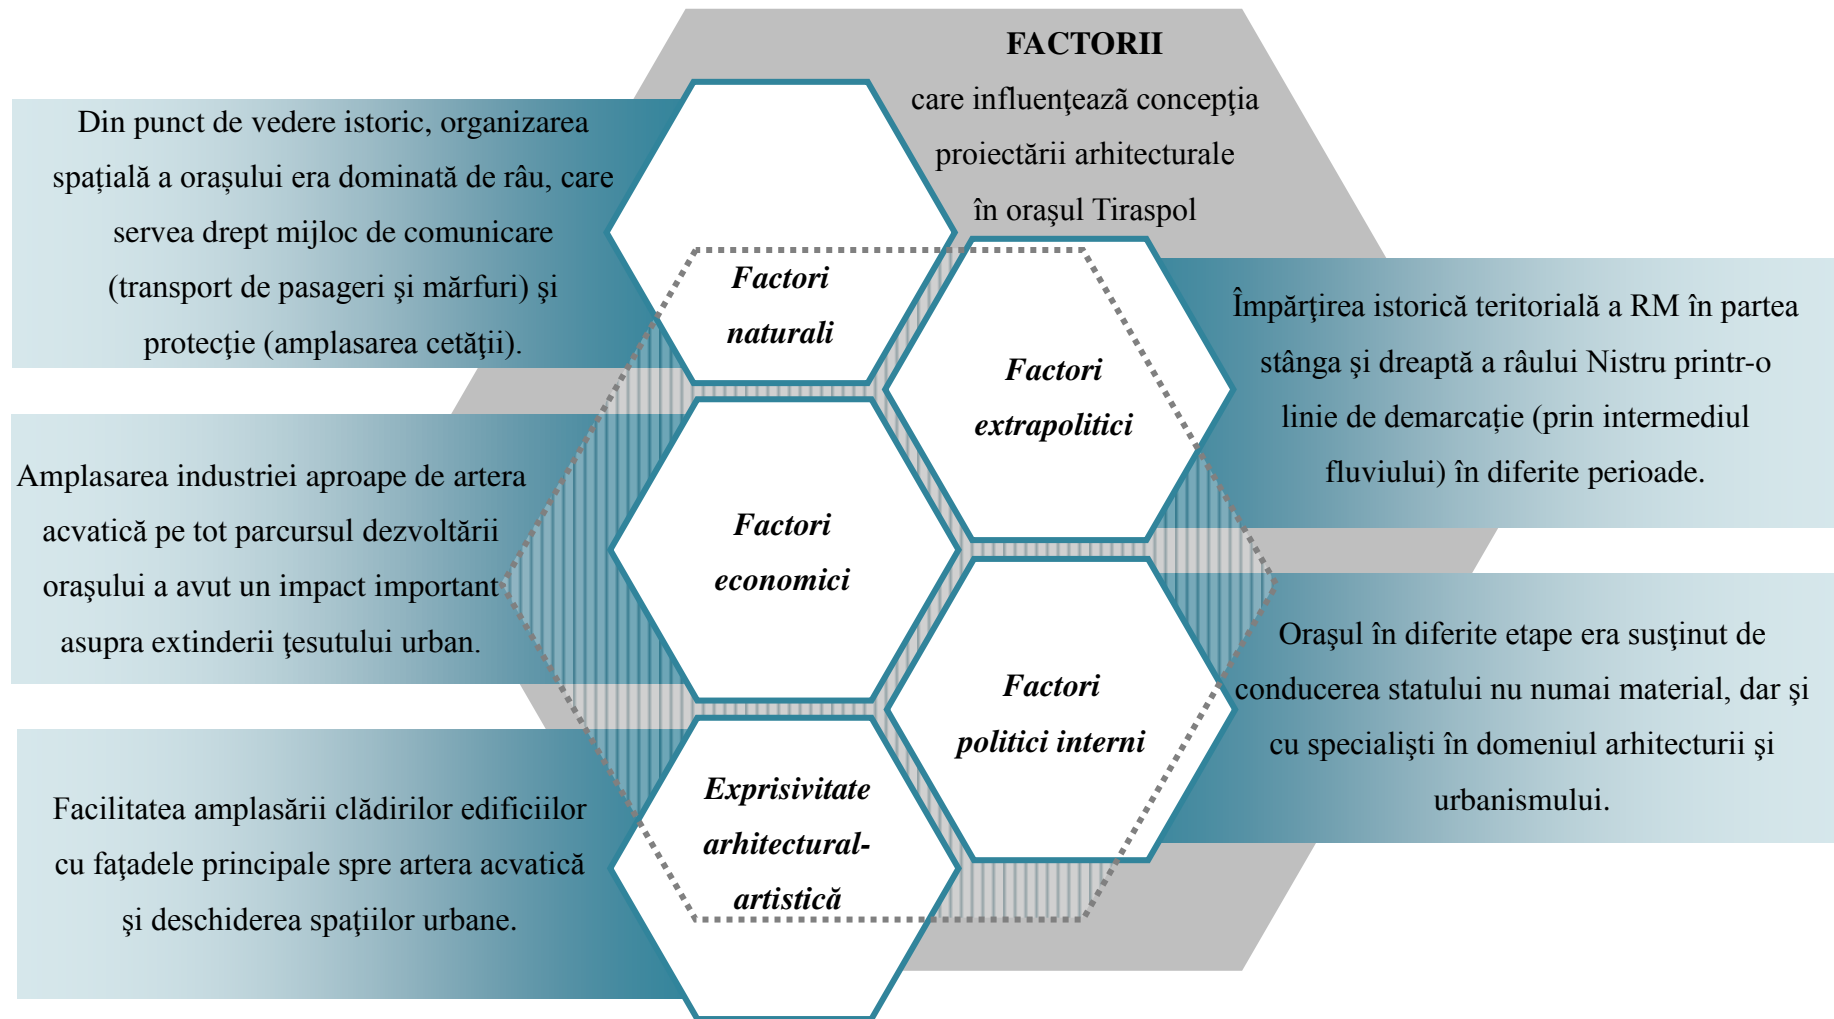 FACTORII
care influenţeazã concepţia
proiectării arhitecturale
în oraşul Tiraspol
Din punct de vedere istoric, organizarea
spațială a orașului era dominată de râu, care
servea drept mijloc de comunicare
(transport de pasageri şi mărfuri) şi
protecţie (amplasarea cetăţii).
Factori
naturali
Împărţirea istorică teritorială a RM în partea
stânga şi dreaptă a râului Nistru printr-o
linie de demarcație (prin intermediul
fluviului) în diferite perioade.
Factori
extrapolitici
Amplasarea industriei aproape de artera
acvatică pe tot parcursul dezvoltării
oraşului a avut un impact important
asupra extinderii ţesutului urban.
Factori
economici
Oraşul în diferite etape era susţinut de
conducerea statului nu numai material, dar şi
cu specialişti în domeniul arhitecturii şi
urbanismului.
Factori
politici interni
Facilitatea amplasării clădirilor edificiilor
cu faţadele principale spre artera acvatică
şi deschiderea spaţiilor urbane.
Exprisivitate
arhitectural-
artistică